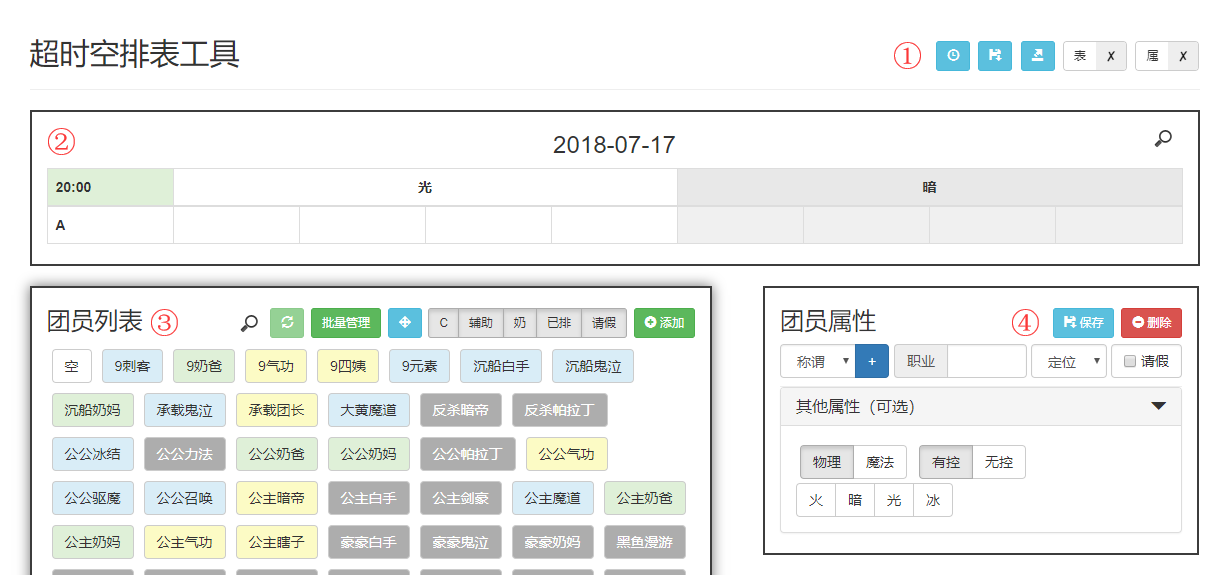 超时空排表工具
① 表 ✗ 属 ✗
② 2018-07-17
20:00 光 暗
A
团员列表 ③ 批量管理 C 辅助 奶 已排 请假 添加
空 9刺客 9奶爸 9气功 9四姨 9元素 沉船白手 沉船鬼泣
沉船奶妈 承载鬼泣 承载团长 大黄魔道 反杀暗帝 反杀帕拉丁
公公冰结 公公力法 公公奶爸 公公奶妈 公公帕拉丁 公公气功
公公驱魔 公公召唤 公主暗帝 公主白手 公主剑豪 公主魔道 公主奶爸
公主奶妈 公主气功 公主瞎子 豪豪白手 豪豪鬼泣 豪豪奶妈 黑鱼漫游
团员属性 ④ 保存 删除
称谓 + 职业 定位 请假
其他属性（可选）
物理 魔法 有控 无控
火 暗 光 冰